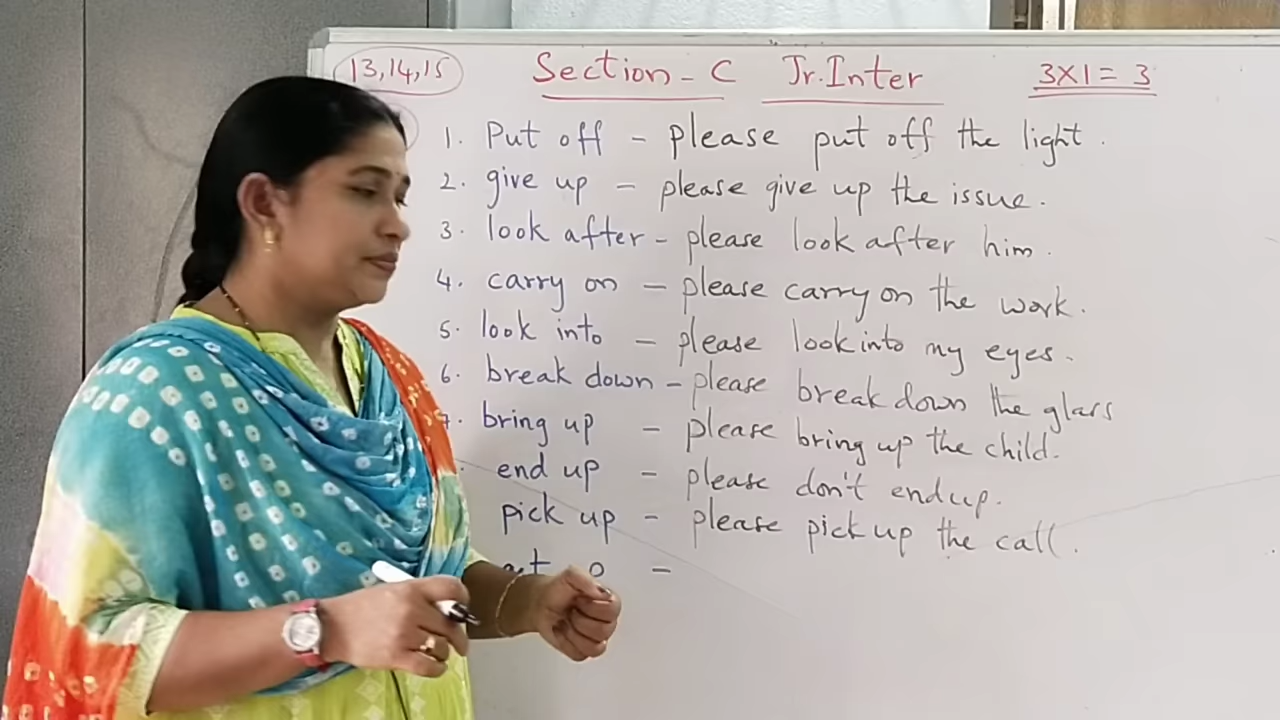 13,14,15 Section - C Jr. Inter 3X1 = 3
1. Put off - please put off the light.
2. give up - please give up the issue.
3. look after - please look after him.
4. carry on - please carry on the work.
5. look into - please look into my eyes.
6. break down - please break down the glass
7. bring up - please bring up the child.
end up - please don't end up.
pick up - please pick up the call.
-